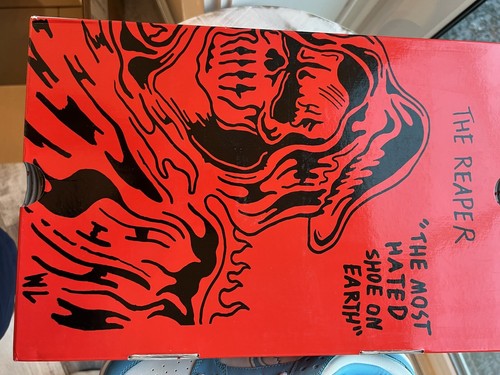 THE REAPER
"THE MOST
HATED
SHOE ON
EARTH"